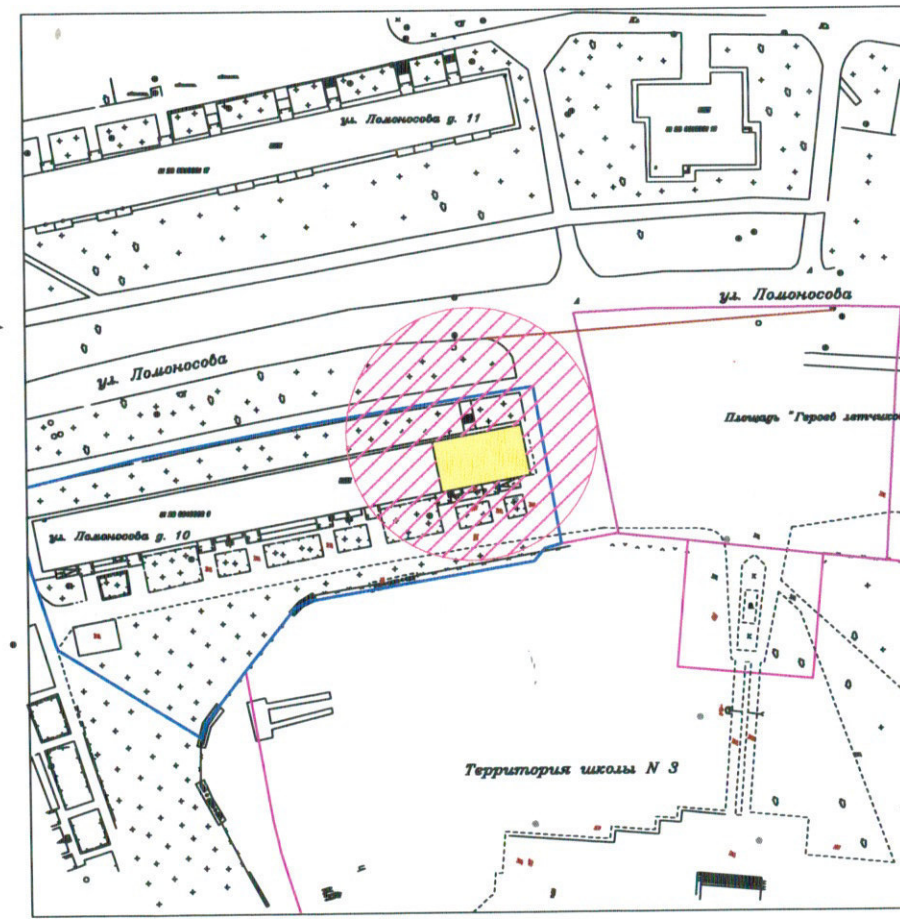 ул. Ломоносова д. 11
ул. Ломоносова
ул. Ломоносова
Площадь "Героев летчиков
ул. Ломоносова д. 10
Территория школы N 3